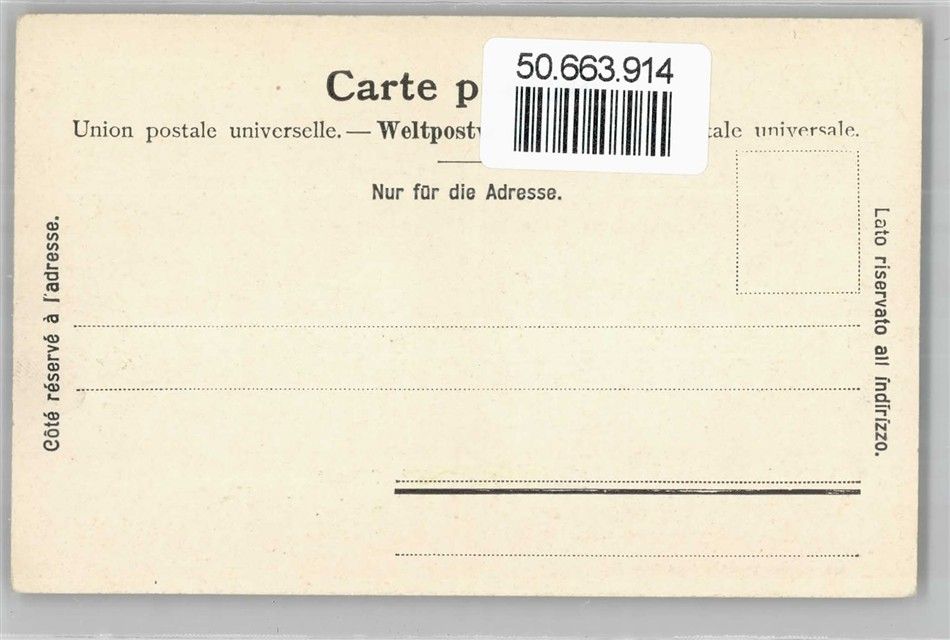 50.663.914
Carte p
Union postale universelle. — Weltpostv tale universale.
Nur für die Adresse.
Côté réservé à l'adresse.
Lato riservato all indirizzo.